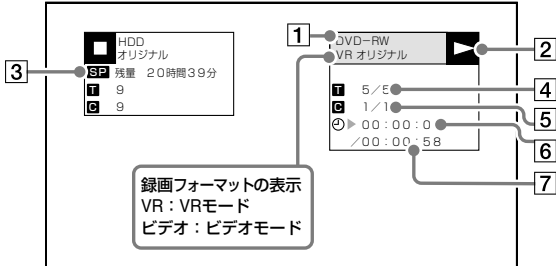 HDD
オリジナル
SP 残量 20時間39分
T 9
C 9
3
1
DVD-RW
VR オリジナル
2
T 5/5
C 1/1
00:00:0
/00:00:58
4
5
6
7
録画フォーマットの表示
VR：VRモード
ビデオ：ビデオモード